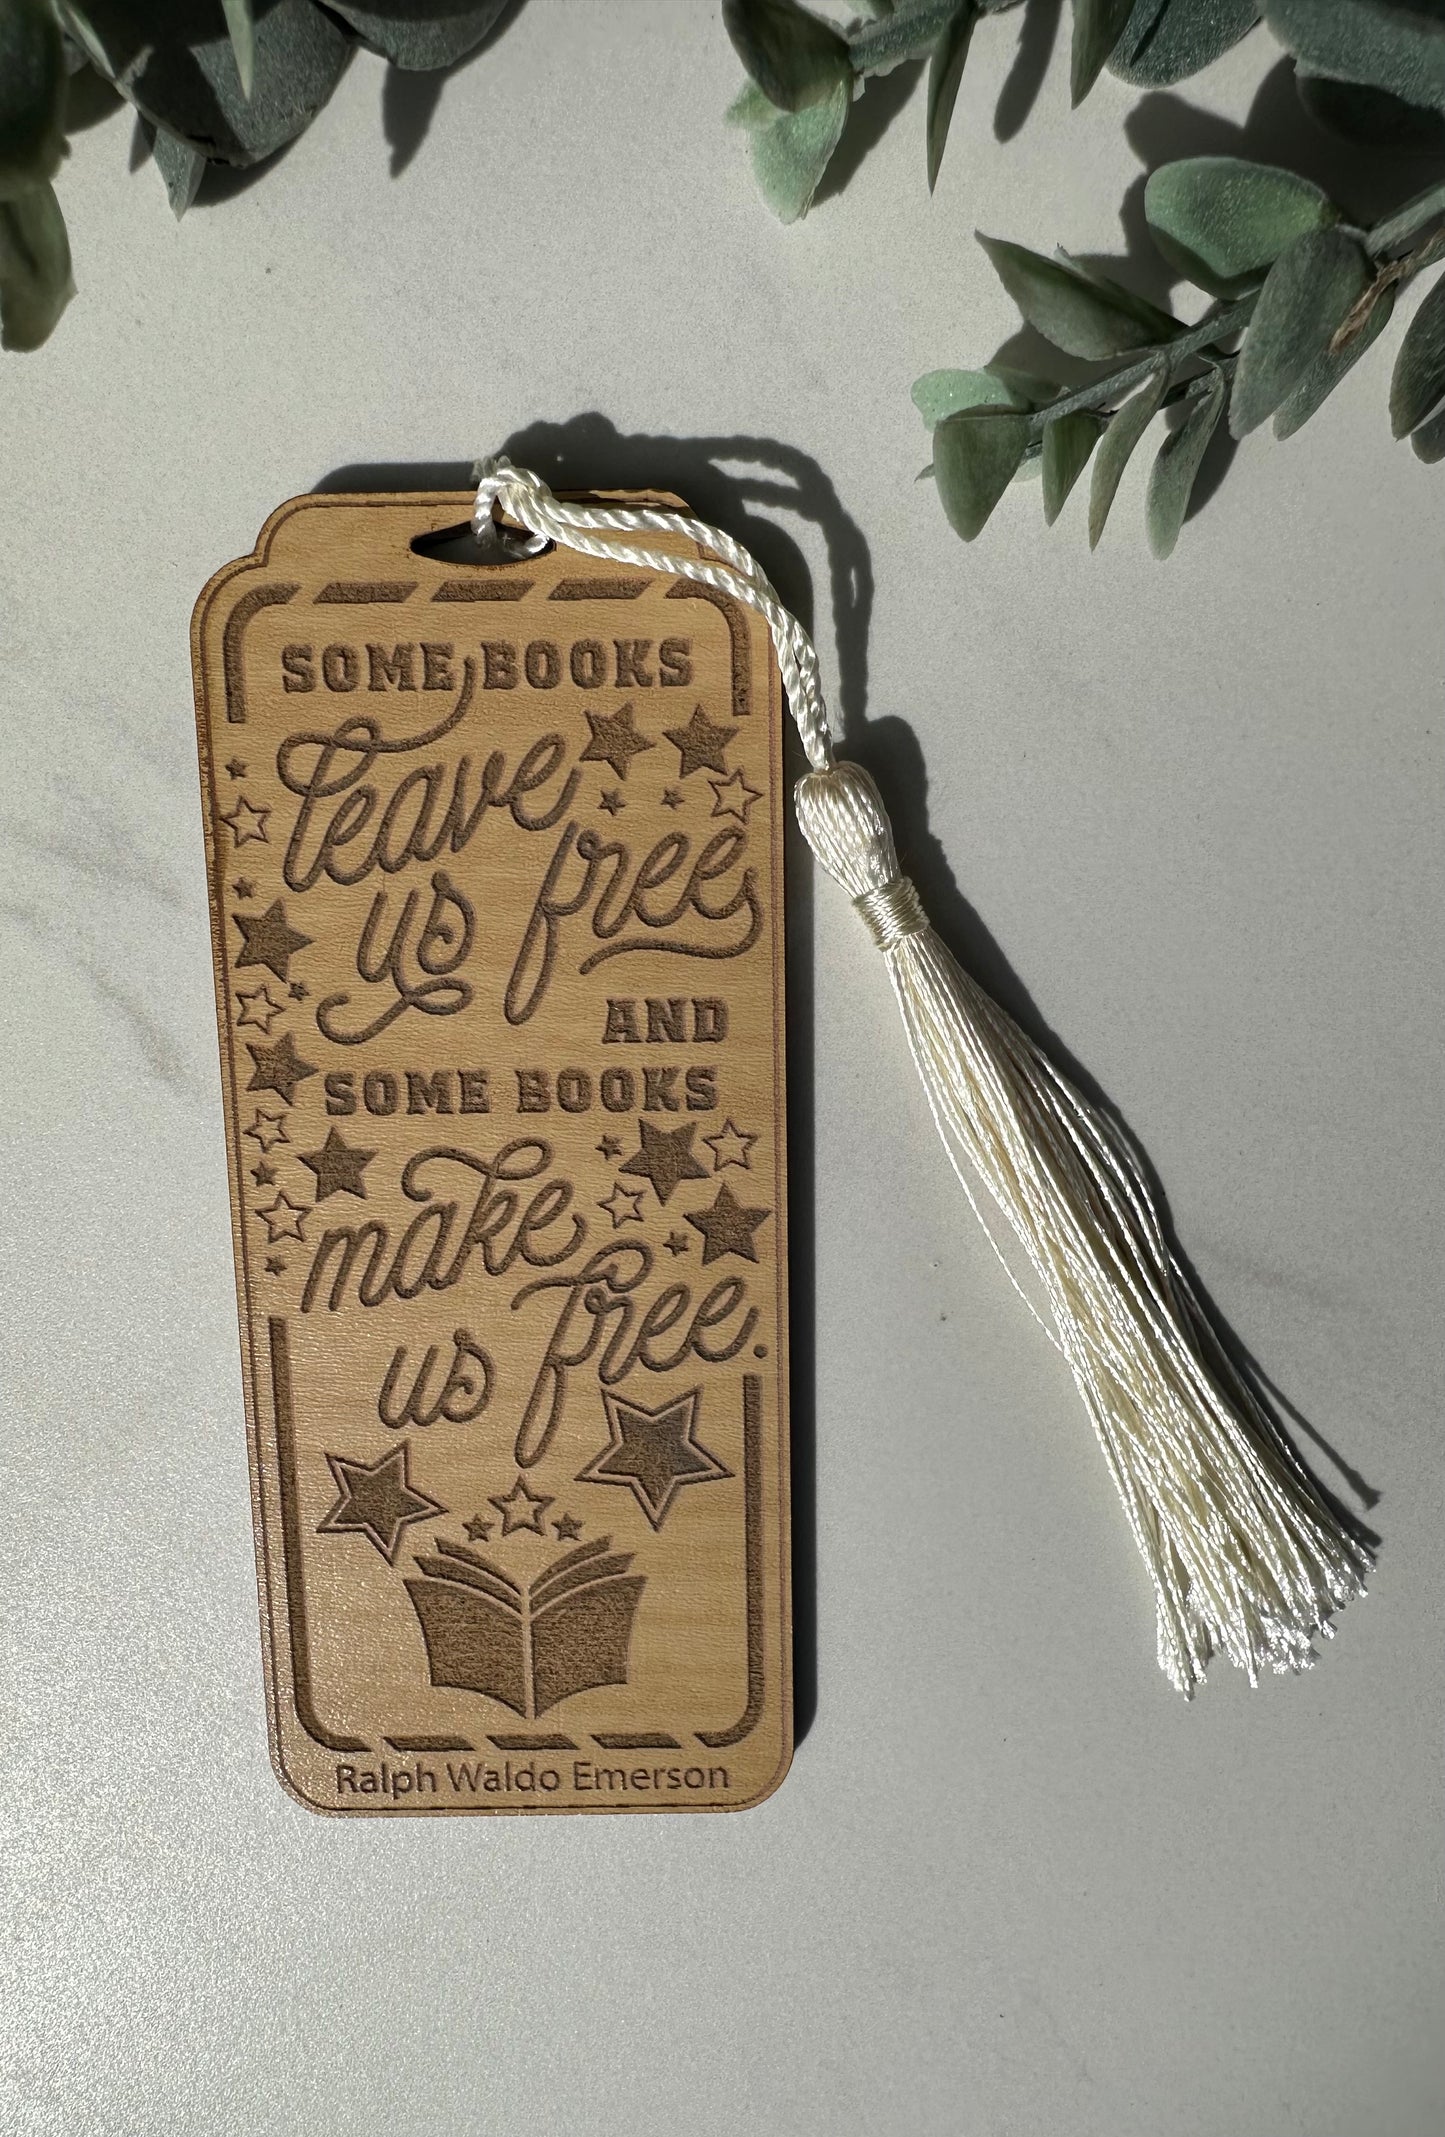 SOME BOOKS
leave
us free
AND
SOME BOOKS
make
us free.
Ralph Waldo Emerson